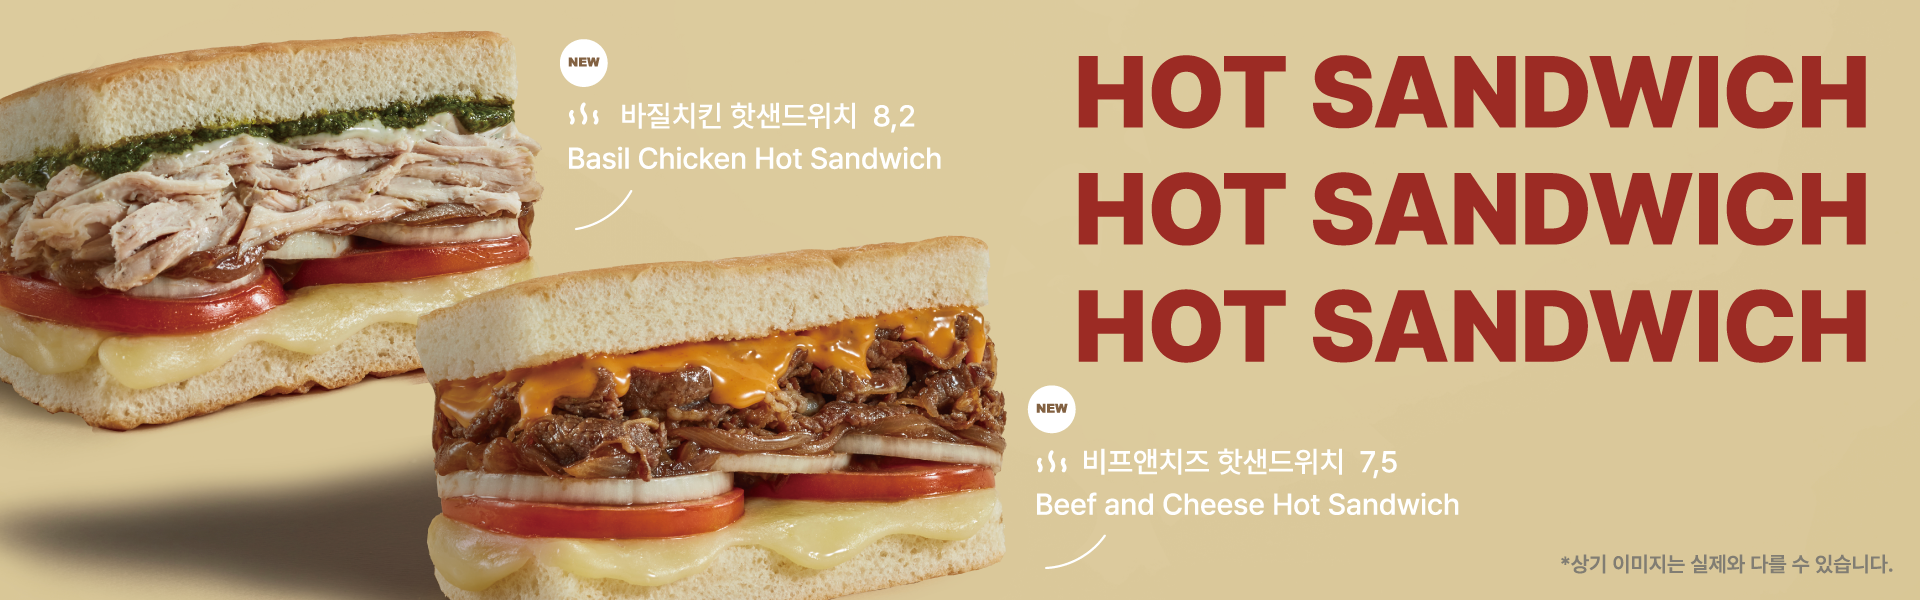 NEW
바질치킨 핫샌드위치 8,2
Basil Chicken Hot Sandwich
HOT SANDWICH
HOT SANDWICH
HOT SANDWICH
NEW
비프앤치즈 핫샌드위치 7,5
Beef and Cheese Hot Sandwich
*상기 이미지는 실제와 다를 수 있습니다.